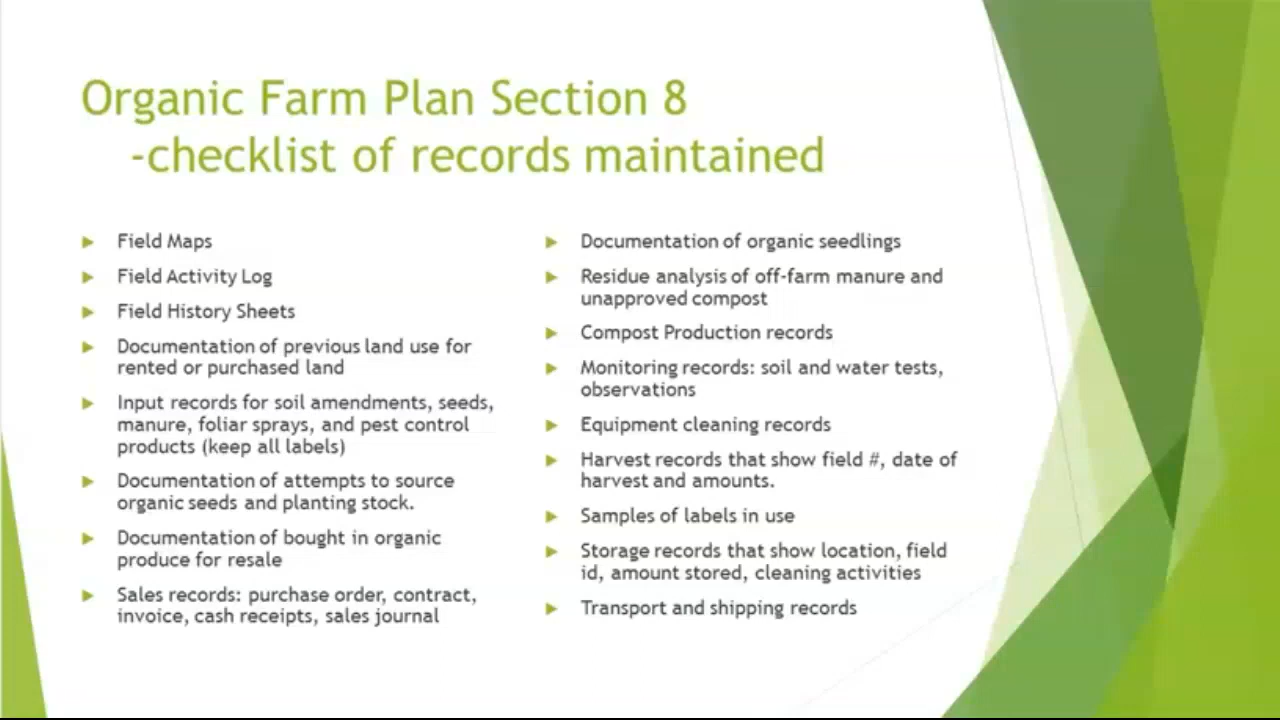 Organic Farm Plan Section 8
-checklist of records maintained
Field Maps
Field Activity Log
Field History Sheets
Documentation of previous land use for
rented or purchased land
Input records for soil amendments, seeds,
manure, foliar sprays, and pest control
products (keep all labels)
Documentation of attempts to source
organic seeds and planting stock.
Documentation of bought in organic
produce for resale
Sales records: purchase order, contract,
invoice, cash receipts, sales journal
Documentation of organic seedlings
Residue analysis of off-farm manure and
unapproved compost
Compost Production records
Monitoring records: soil and water tests,
observations
Equipment cleaning records
Harvest records that show field #, date of
harvest and amounts.
Samples of labels in use
Storage records that show location, field
id, amount stored, cleaning activities
Transport and shipping records